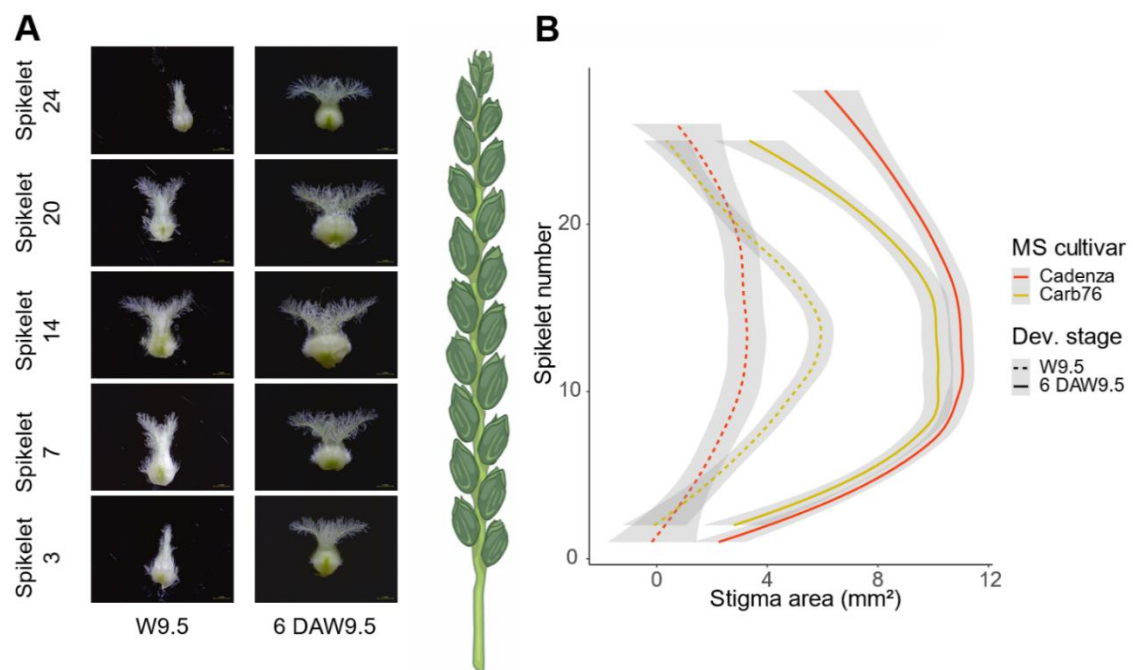 A
Spikelet
24
Spikelet
20
Spikelet
14
Spikelet
7
Spikelet
3
W9.5
6 DAW9.5
B
Spikelet number
20
10
0
0
4
8
12
Stigma area (mm²)
MS cultivar
Cadenza
Carb76
Dev. stage
W9.5
6 DAW9.5